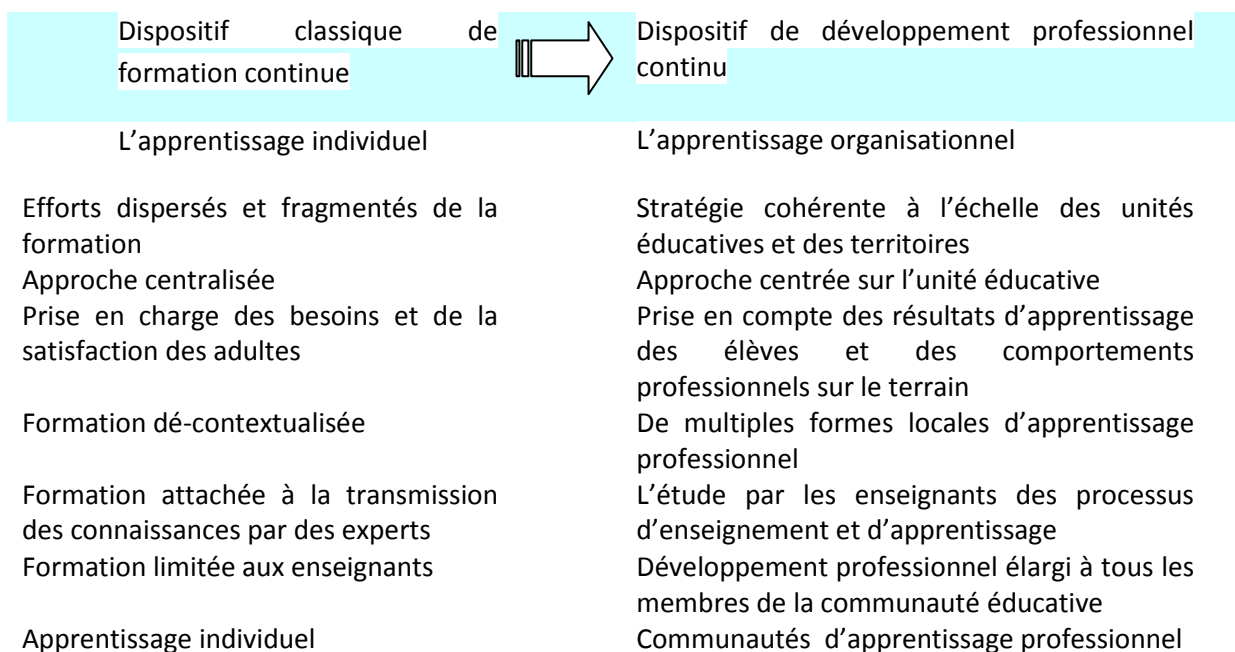 Dispositif classique de
formation continue
Dispositif de développement professionnel
continu
L’apprentissage individuel
L’apprentissage organisationnel
Efforts dispersés et fragmentés de la
formation
Stratégie cohérente à l’échelle des unités
éducatives et des territoires
Approche centralisée
Approche centrée sur l’unité éducative
Prise en charge des besoins et de la
satisfaction des adultes
Prise en compte des résultats d’apprentissage
des élèves et des comportements
professionnels sur le terrain
Formation dé-contextualisée
De multiples formes locales d’apprentissage
professionnel
Formation attachée à la transmission
des connaissances par des experts
L’étude par les enseignants des processus
d’enseignement et d’apprentissage
Formation limitée aux enseignants
Développement professionnel élargi à tous les
membres de la communauté éducative
Apprentissage individuel
Communautés d’apprentissage professionnel